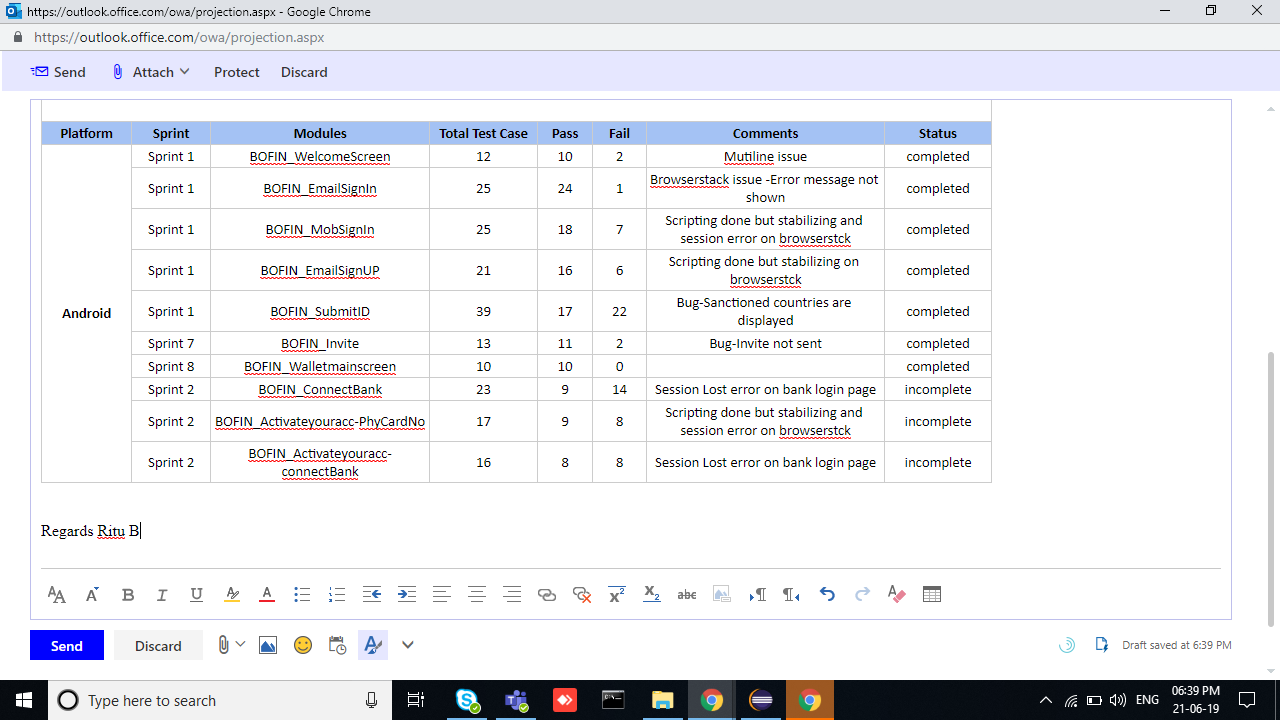 https://outlook.office.com/owa/projection.aspx - Google Chrome
https://outlook.office.com/owa/projection.aspx
Send Attach Protect Discard
Platform Sprint Modules Total Test Case Pass Fail Comments Status
Android
Sprint 1 BOFIN_WelcomeScreen 12 10 2 Mutiline issue completed
Sprint 1 BOFIN_EmailSignIn 25 24 1 Browserstack issue -Error message not
shown completed
Sprint 1 BOFIN_MobSignIn 25 18 7 Scripting done but stabilizing and
session error on browserstck completed
Sprint 1 BOFIN_EmailSignUP 21 16 6 Scripting done but stabilizing on
browserstck completed
Sprint 1 BOFIN_SubmitID 39 17 22 Bug-Sanctioned countries are
displayed completed
Sprint 7 BOFIN_Invite 13 11 2 Bug-Invite not sent completed
Sprint 8 BOFIN_Walletmainscreen 10 10 0 completed
Sprint 2 BOFIN_ConnectBank 23 9 14 Session Lost error on bank login page incomplete
Sprint 2 BOFIN_Activateyouracc-PhyCardNo 17 9 8 Scripting done but stabilizing and
session error on browserstck incomplete
Sprint 2 BOFIN_Activateyouracc-
connectBank 16 8 8 Session Lost error on bank login page incomplete
Regards Ritu B
Send Discard Draft saved at 6:39 PM
Type here to search ENG 06:39 PM
21-06-19